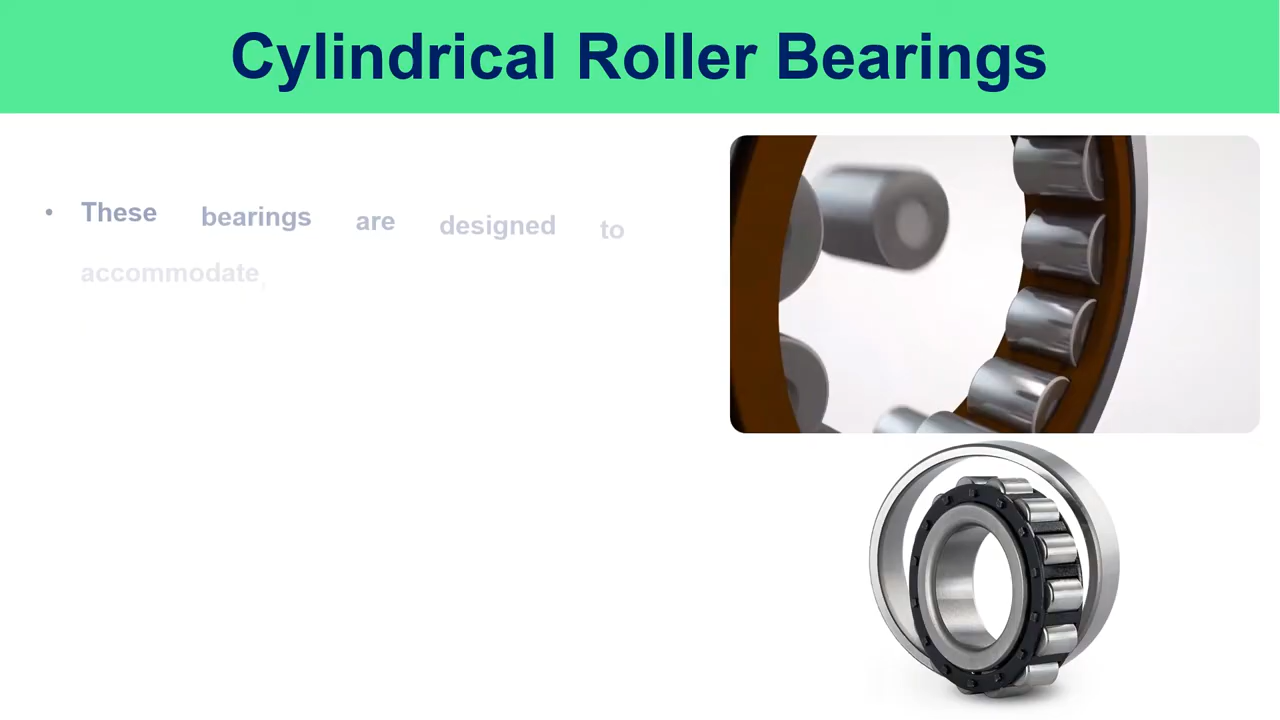 Cylindrical Roller Bearings
• These bearings are designed to
accommodate